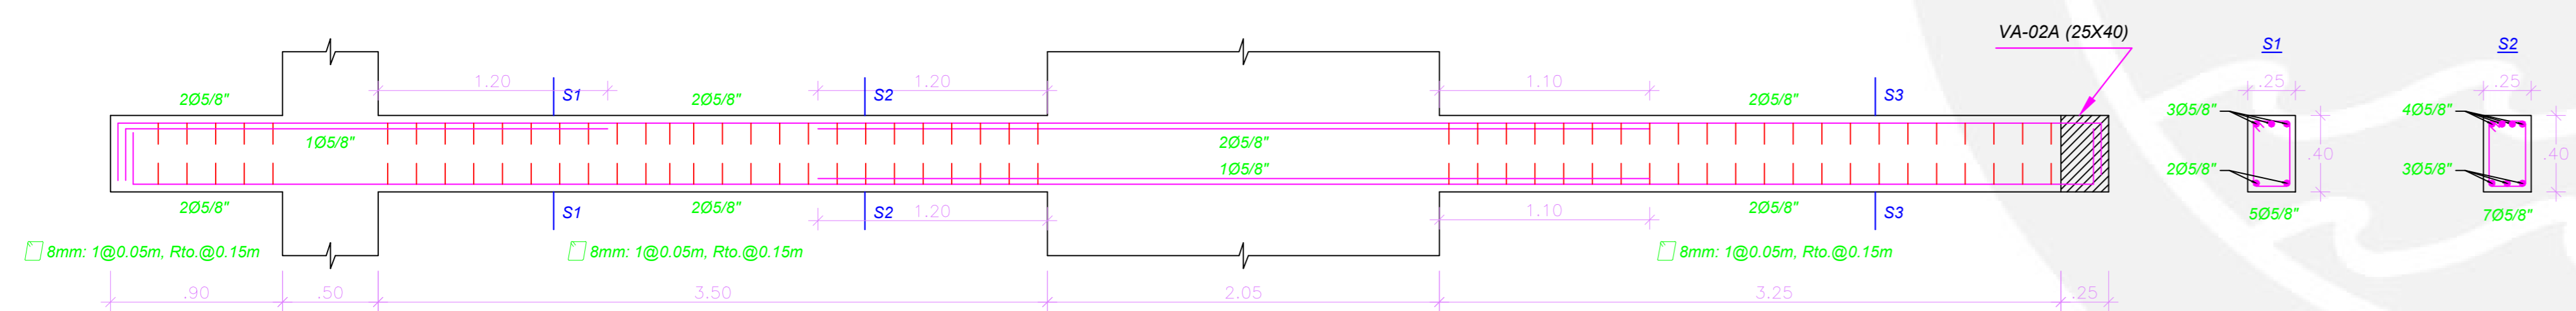 VA-02A (25X40)
S1
S2
1.20
1.20
1.10
.25
.25
2Ø5/8"
S1
2Ø5/8"
S2
2Ø5/8"
S3
3Ø5/8"
4Ø5/8"
1Ø5/8"
2Ø5/8"
.40
.40
1Ø5/8"
2Ø5/8"
3Ø5/8"
2Ø5/8"
S1
2Ø5/8"
S2
1.20
1.10
2Ø5/8"
S3
5Ø5/8"
7Ø5/8"
8mm: 1@0.05m, Rto.@0.15m
8mm: 1@0.05m, Rto.@0.15m
8mm: 1@0.05m, Rto.@0.15m
.90
.50
3.50
2.05
3.25
.25